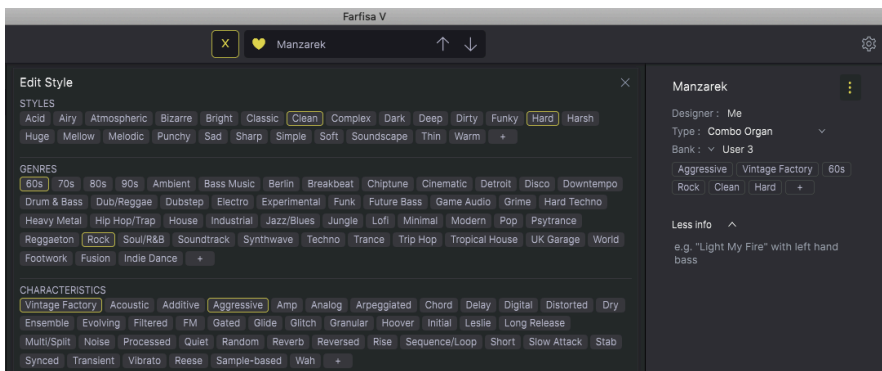 Farfisa V
X Manzarek
Edit Style
STYLES
Acid Airy Atmospheric Bizarre Bright Classic Clean Complex Dark Deep Dirty Funky Hard Harsh
Huge Mellow Melodic Punchy Sad Sharp Simple Soft Soundscape Thin Warm +
GENRES
60s 70s 80s 90s Ambient Bass Music Berlin Breakbeat Chiptune Cinematic Detroit Disco Downtempo
Drum & Bass Dub/Reggae Dubstep Electro Experimental Funk Future Bass Game Audio Grime Hard Techno
Heavy Metal Hip Hop/Trap House Industrial Jazz/Blues Jungle Lofi Minimal Modern Pop Psytrance
Reggaeton Rock Soul/R&B Soundtrack Synthwave Techno Trance Trip Hop Tropical House UK Garage World
Footwork Fusion Indie Dance +
CHARACTERISTICS
Vintage Factory Acoustic Additive Aggressive Amp Analog Arpeggiated Chord Delay Digital Distorted Dry
Ensemble Evolving Filtered FM Gated Glide Glitch Granular Hoover Initial Leslie Long Release
Multi/Split Noise Processed Quiet Random Reverb Reversed Rise Sequence/Loop Short Slow Attack Stab
Synced Transient Vibrato Reese Sample-based Wah +
Manzarek
Designer : Me
Type : Combo Organ
Bank : User 3
Aggressive Vintage Factory 60s
Rock Clean Hard +
Less info
e.g. "Light My Fire" with left hand
bass